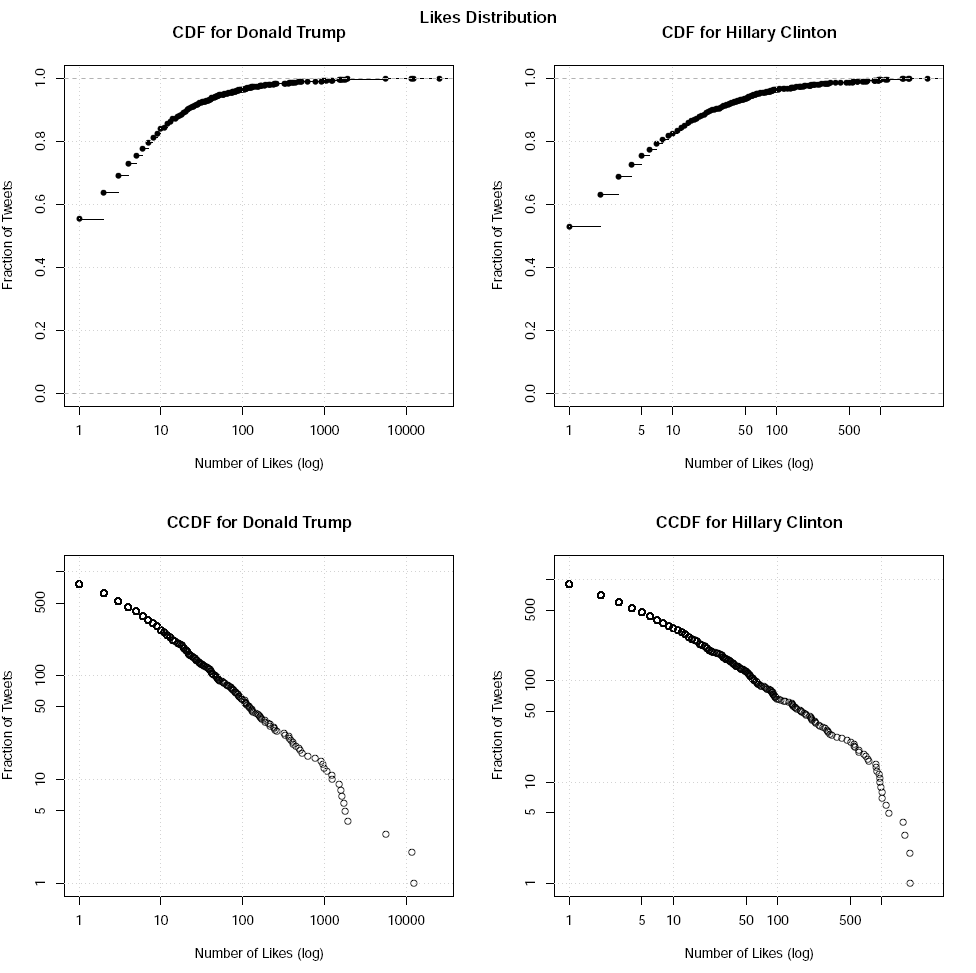 Likes Distribution
CDF for Donald Trump
Fraction of Tweets
1.0
0.8
0.6
0.4
0.2
0.0
1 10 100 1000 10000
Number of Likes (log)
CDF for Hillary Clinton
Fraction of Tweets
1.0
0.8
0.6
0.4
0.2
0.0
1 5 10 50 100 500
Number of Likes (log)
CCDF for Donald Trump
Fraction of Tweets
500
100
50
10
5
1
1 10 100 1000 10000
Number of Likes (log)
CCDF for Hillary Clinton
Fraction of Tweets
500
100
50
10
5
1
1 5 10 50 100 500
Number of Likes (log)